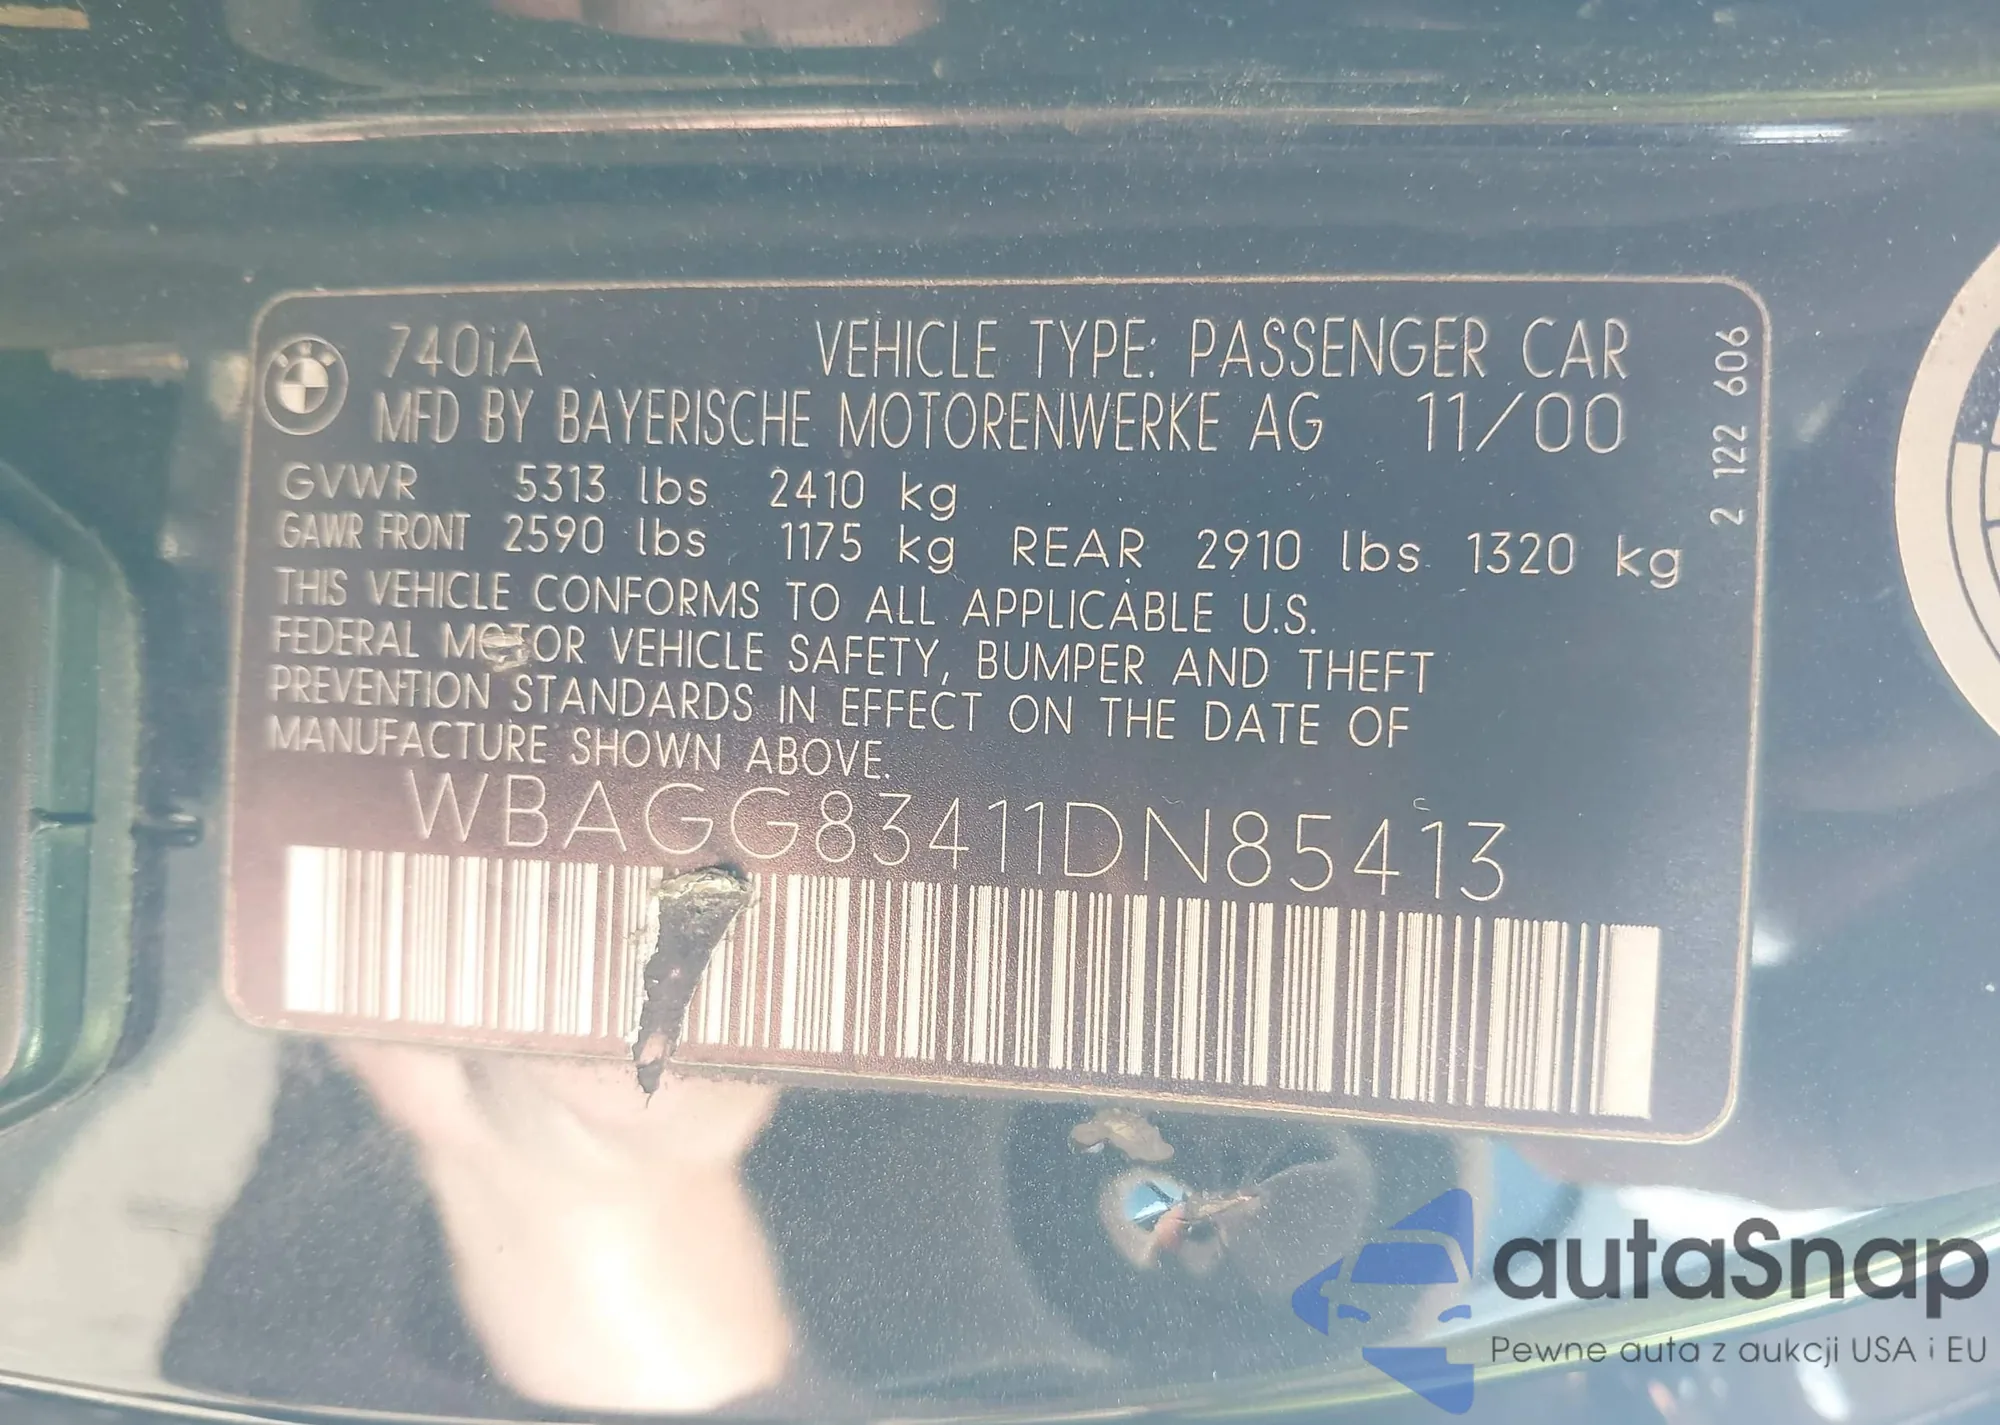 740iA VEHICLE TYPE. PASSENGER CAR
MFD BY BAYERISCHE MOTORENWERKE AG 11/00
GVWR 5313 lbs 2410 kg
GAWR FRONT 2590 lbs 1175 kg REAR 2910 lbs 1320 kg
THIS VEHICLE CONFORMS TO ALL APPLICABLE U.S.
FEDERAL MOTOR VEHICLE SAFETY, BUMPER AND THEFT
PREVENTION STANDARDS IN EFFECT ON THE DATE OF
MANUFACTURE SHOWN ABOVE.
WBAGG83411DN85413
2 122 606
autaSnap
Pewne auta z aukcji USA i EU